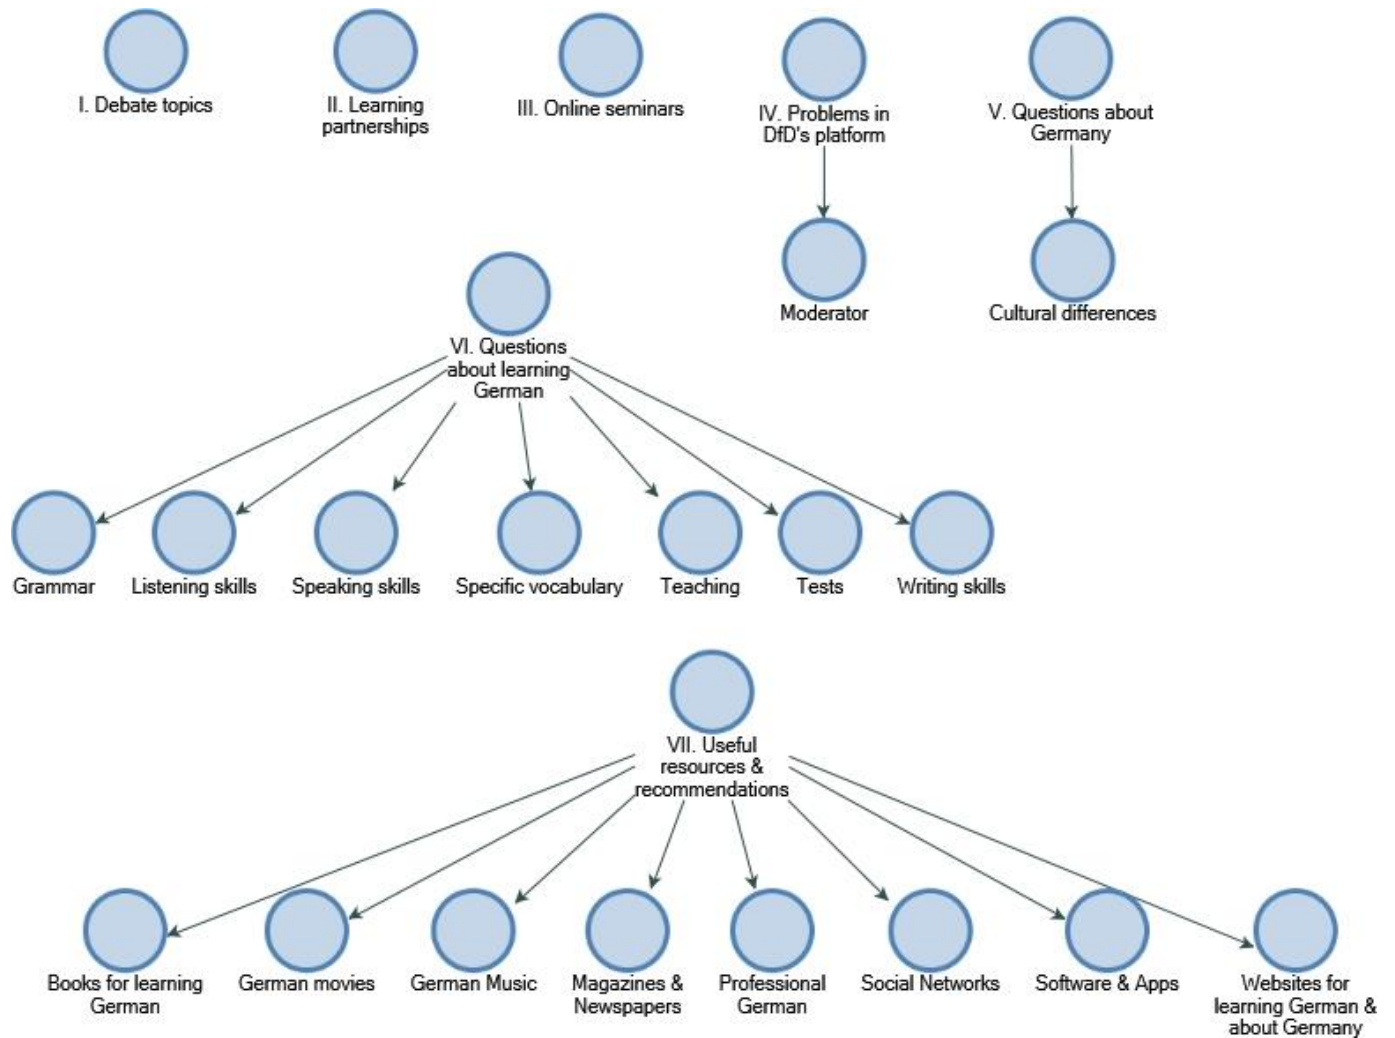 I. Debate topics
II. Learning
partnerships
III. Online seminars
IV. Problems in
DfD's platform
V. Questions about
Germany
Moderator
Cultural differences
VI. Questions
about learning
German
Grammar
Listening skills
Speaking skills
Specific vocabulary
Teaching
Tests
Writing skills
VII. Useful
resources &
recommendations
Books for learning
German
German movies
German Music
Magazines &
Newspapers
Professional
German
Social Networks
Software & Apps
Websites for
learning German &
about Germany